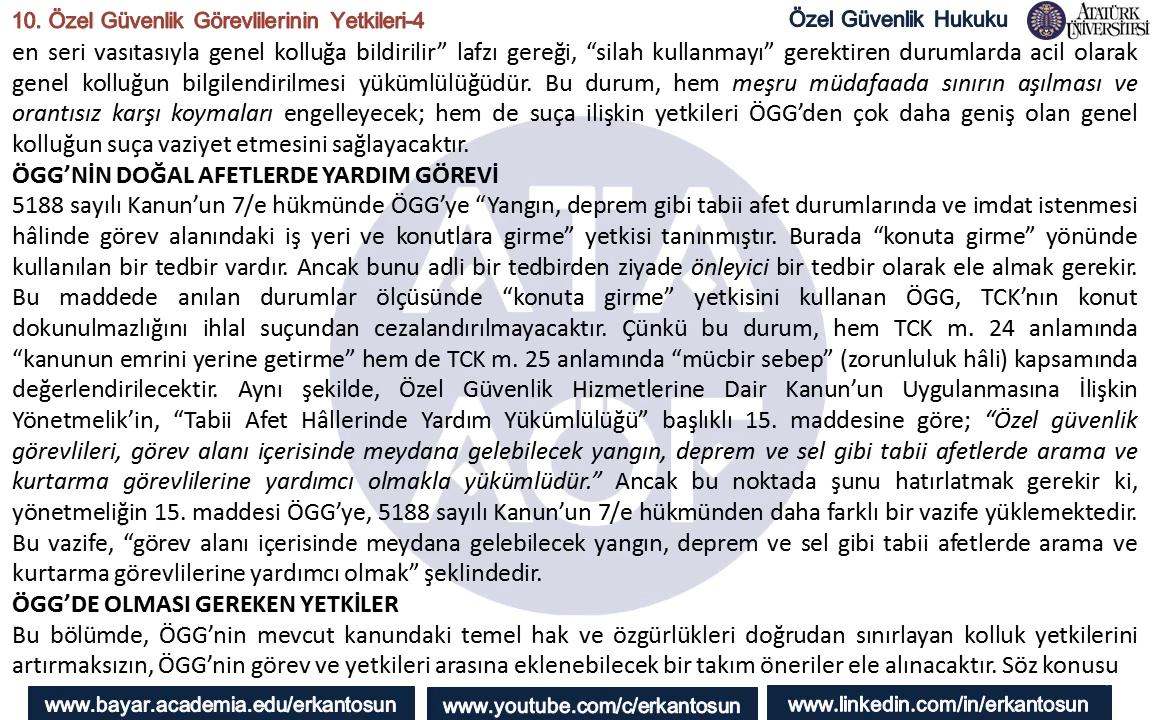 10. Özel Güvenlik Görevlilerinin Yetkileri-4
Özel Güvenlik Hukuku
ATATÜRK
ÜNİVERSİTESİ
en seri vasıtasıyla genel kolluğa bildirilir” lafzı gereği, “silah kullanmayı” gerektiren durumlarda acil olarak
genel kolluğun bilgilendirilmesi yükümlülüğüdür. Bu durum, hem meşru müdafaada sınırın aşılması ve
orantısız karşı koymaları engelleyecek; hem de suça ilişkin yetkileri ÖGG’den çok daha geniş olan genel
kolluğun suça vaziyet etmesini sağlayacaktır.
ÖGG’NİN DOĞAL AFETLERDE YARDIM GÖREVİ
5188 sayılı Kanun’un 7/e hükmünde ÖGG’ye “Yangın, deprem gibi tabii afet durumlarında ve imdat istenmesi
hâlinde görev alanındaki iş yeri ve konutlara girme” yetkisi tanınmıştır. Burada “konuta girme” yönünde
kullanılan bir tedbir vardır. Ancak bunu adli bir tedbirden ziyade önleyici bir tedbir olarak ele almak gerekir.
Bu maddede anılan durumlar ölçüsünde “konuta girme” yetkisini kullanan ÖGG, TCK’nın konut
dokunulmazlığını ihlal suçundan cezalandırılmayacaktır. Çünkü bu durum, hem TCK m. 24 anlamında
“kanunun emrini yerine getirme” hem de TCK m. 25 anlamında “mücbir sebep” (zorunluluk hâli) kapsamında
değerlendirilecektir. Aynı şekilde, Özel Güvenlik Hizmetlerine Dair Kanun’un Uygulanmasına İlişkin
Yönetmelik’in, “Tabii Afet Hâllerinde Yardım Yükümlülüğü” başlıklı 15. maddesine göre; “Özel güvenlik
görevlileri, görev alanı içerisinde meydana gelebilecek yangın, deprem ve sel gibi tabii afetlerde arama ve
kurtarma görevlilerine yardımcı olmakla yükümlüdür.” Ancak bu noktada şunu hatırlatmak gerekir ki,
yönetmeliğin 15. maddesi ÖGG’ye, 5188 sayılı Kanun’un 7/e hükmünden daha farklı bir vazife yüklemektedir.
Bu vazife, “görev alanı içerisinde meydana gelebilecek yangın, deprem ve sel gibi tabii afetlerde arama ve
kurtarma görevlilerine yardımcı olmak” şeklindedir.
ÖGG’DE OLMASI GEREKEN YETKİLER
Bu bölümde, ÖGG’nin mevcut kanundaki temel hak ve özgürlükleri doğrudan sınırlayan kolluk yetkilerini
artırmaksızın, ÖGG’nin görev ve yetkileri arasına eklenebilecek bir takım öneriler ele alınacaktır. Söz konusu
ATA
AÖF
www.bayar.academia.edu/erkantosun
www.youtube.com/c/erkantosun
www.linkedin.com/in/erkantosun